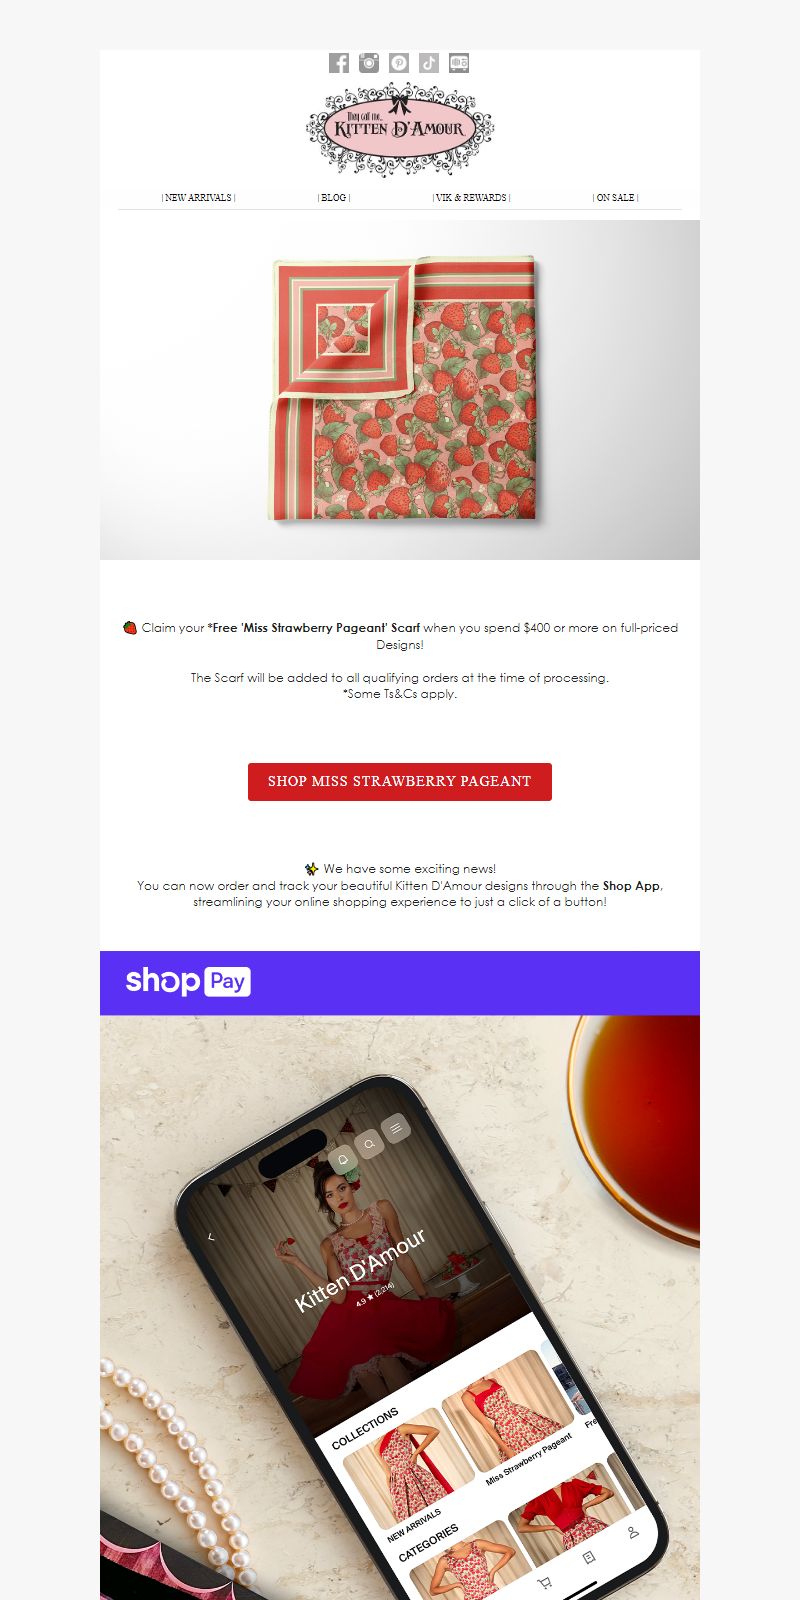 They call me...
KITTEN D'AMOUR
| NEW ARRIVALS |
| BLOG |
| VIK & REWARDS |
| ON SALE |
🍓 Claim your *Free 'Miss Strawberry Pageant' Scarf when you spend $400 or more on full-priced
Designs!
The Scarf will be added to all qualifying orders at the time of processing.
*Some Ts&Cs apply.
SHOP MISS STRAWBERRY PAGEANT
✨ We have some exciting news!
You can now order and track your beautiful Kitten D'Amour designs through the Shop App,
streamlining your online shopping experience to just a click of a button!
shop Pay
Kitten D'Amour
4.9 ★ (2,214)
COLLECTIONS
NEW ARRIVALS
Miss Strawberry Pageant
Fre
CATEGORIES